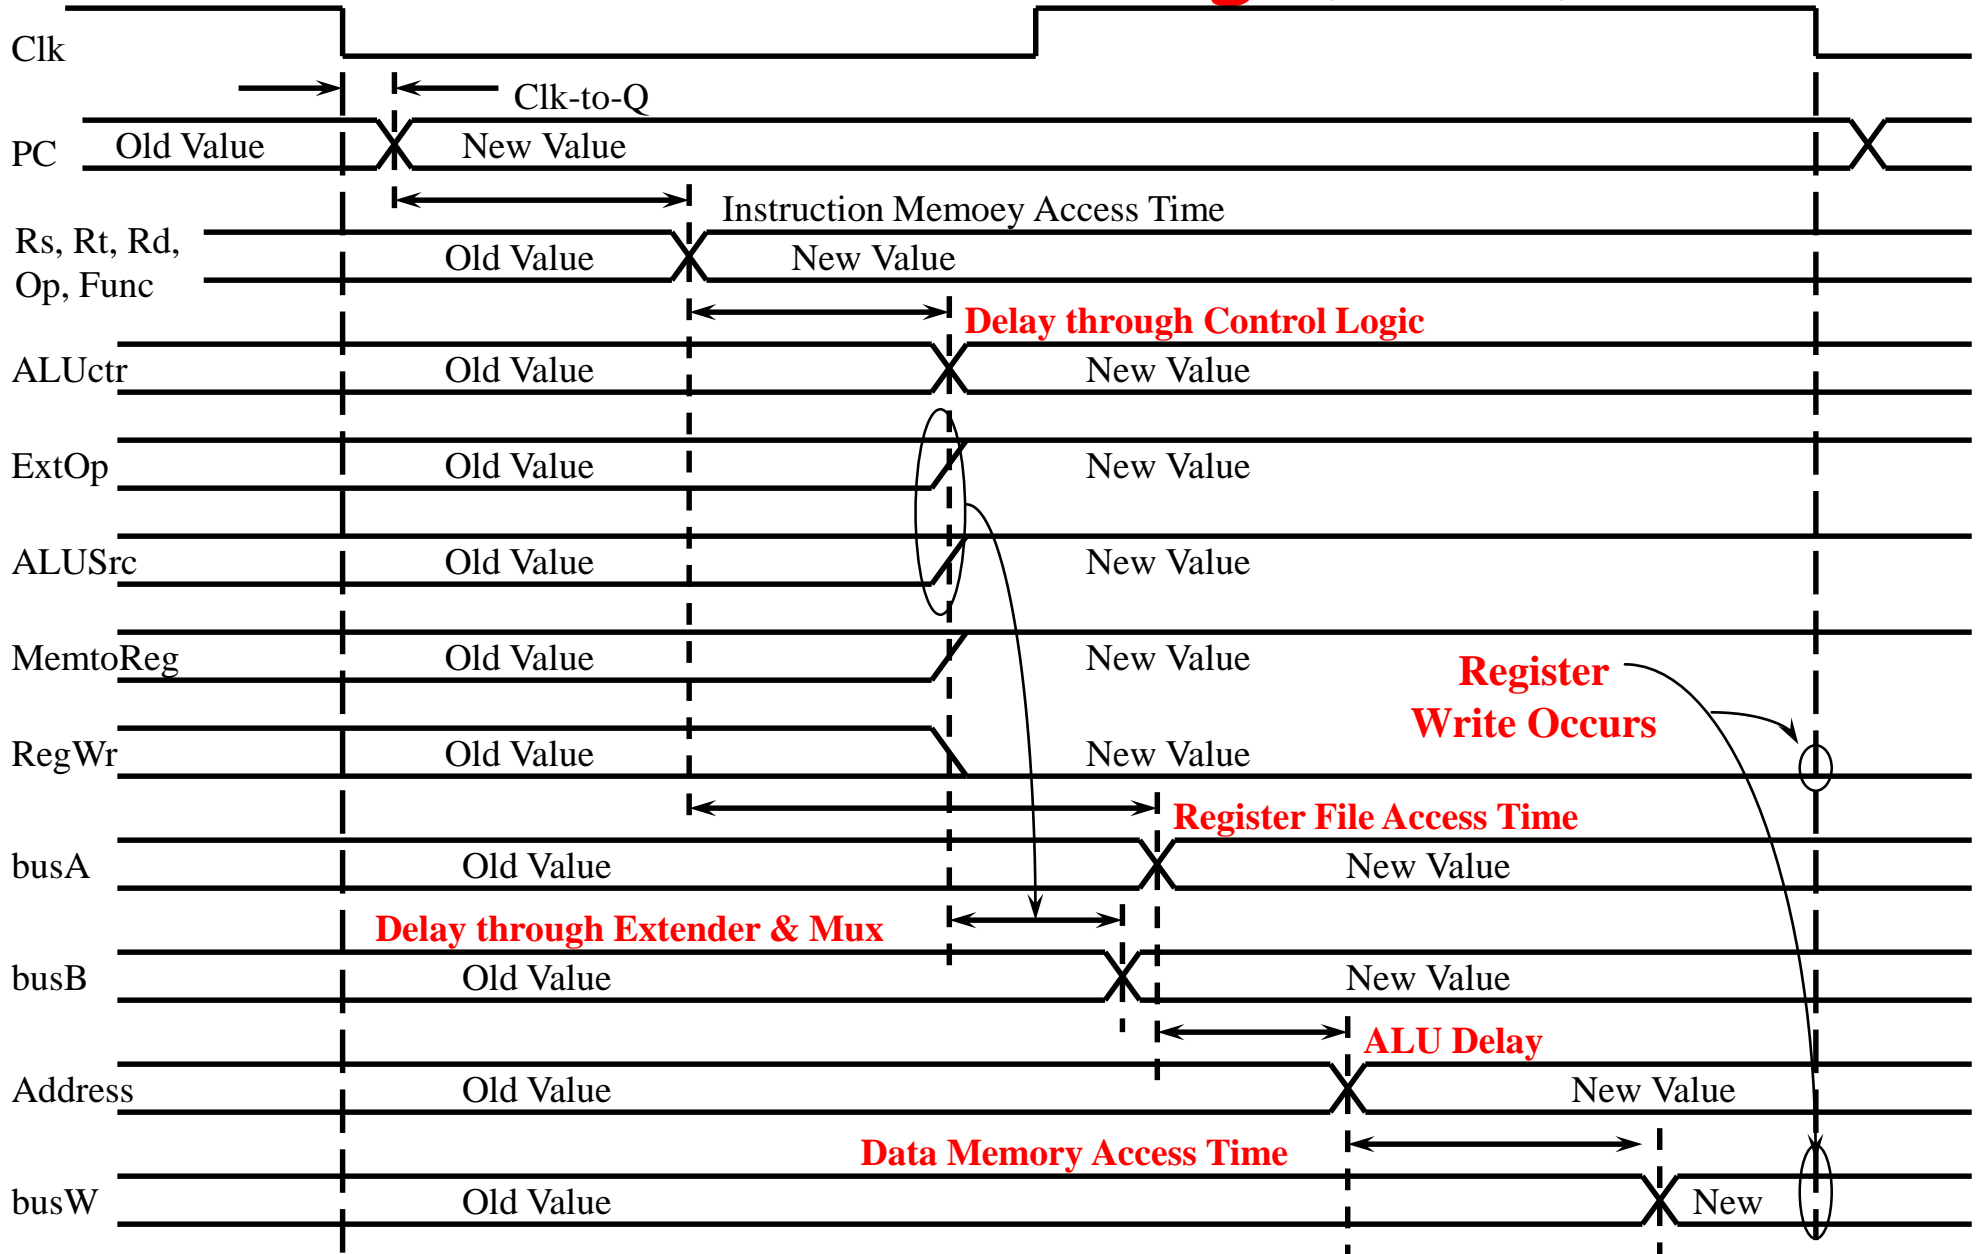 Clk
Clk-to-Q
PC Old Value New Value
Instruction Memoey Access Time
Rs, Rt, Rd,
Op, Func
Old Value New Value
Delay through Control Logic
ALUctr Old Value New Value
ExtOp Old Value New Value
ALUSrc Old Value New Value
MemtoReg Old Value New Value
Register
Write Occurs
RegWr Old Value New Value
Register File Access Time
busA Old Value New Value
Delay through Extender & Mux
busB Old Value New Value
ALU Delay
Address Old Value New Value
Data Memory Access Time
busW Old Value New